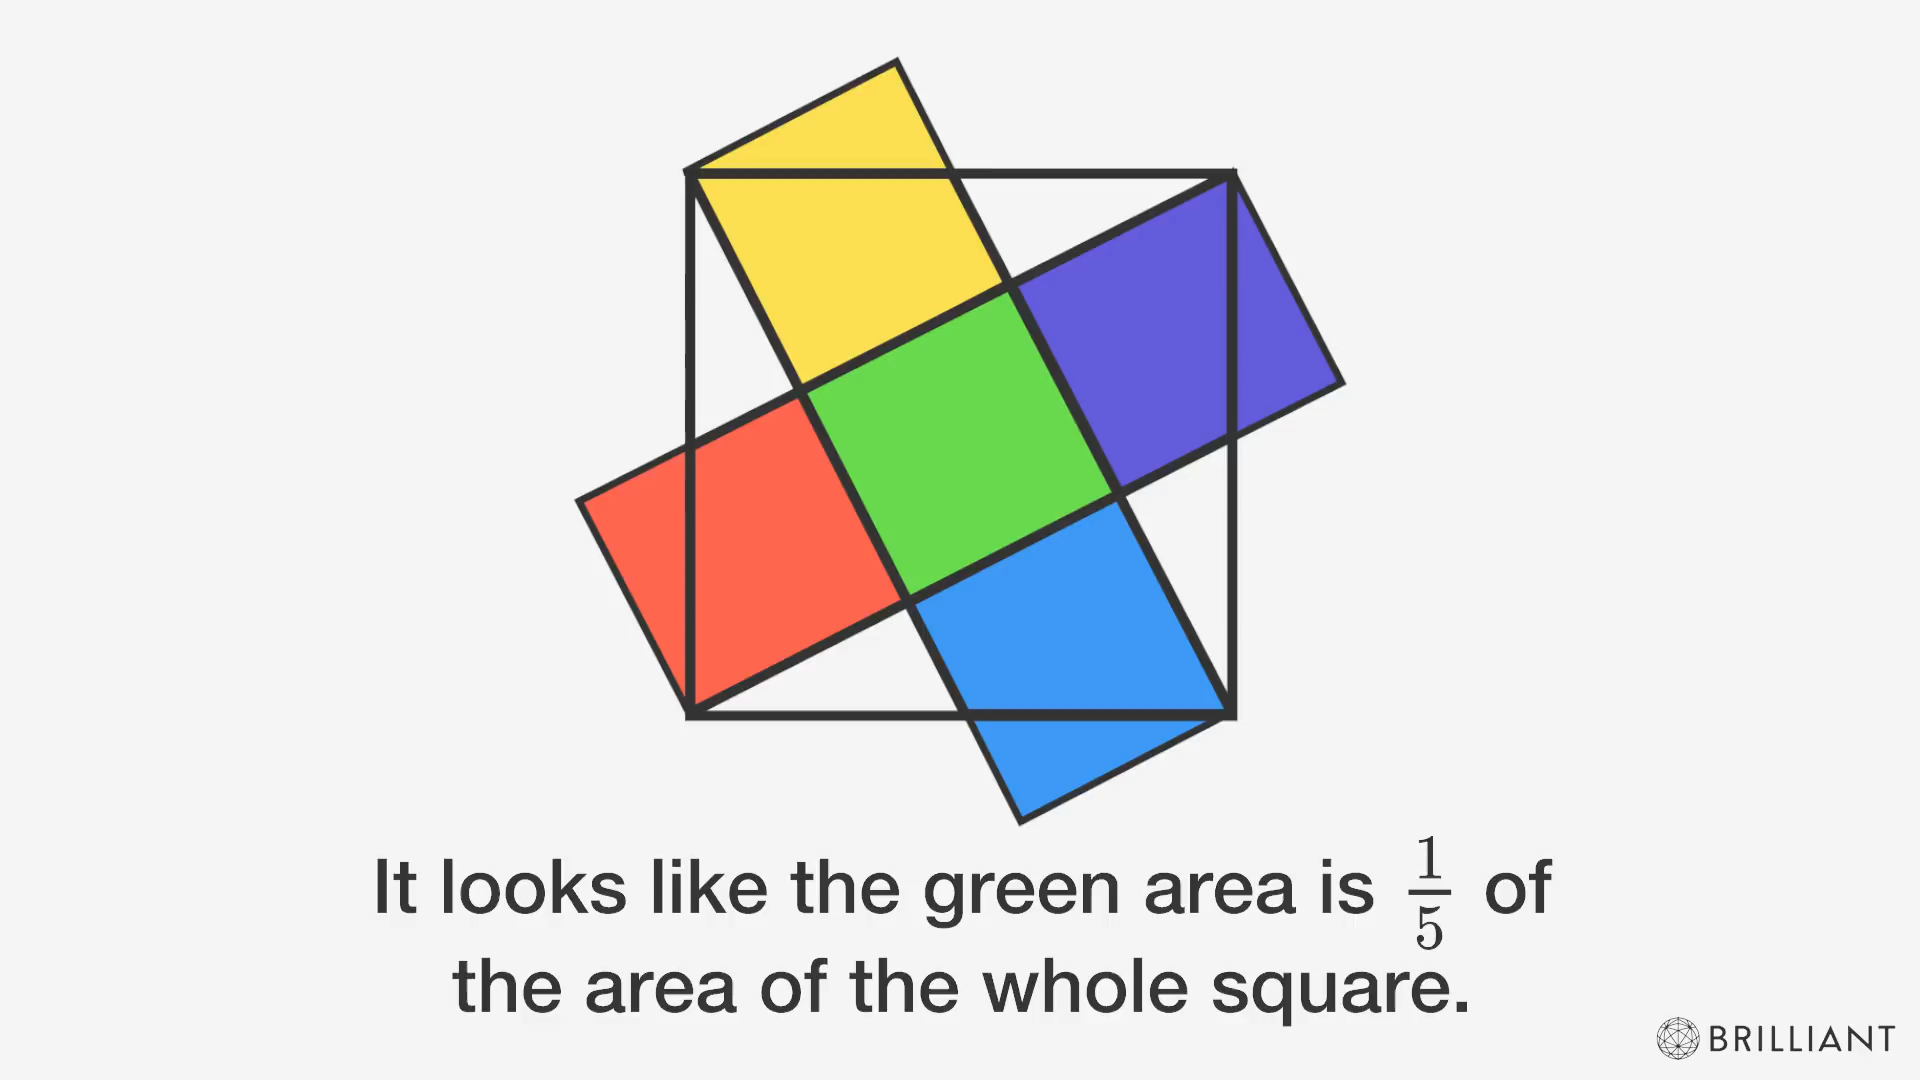 It looks like the green area is 1/5 of
the area of the whole square.
BRILLIANT